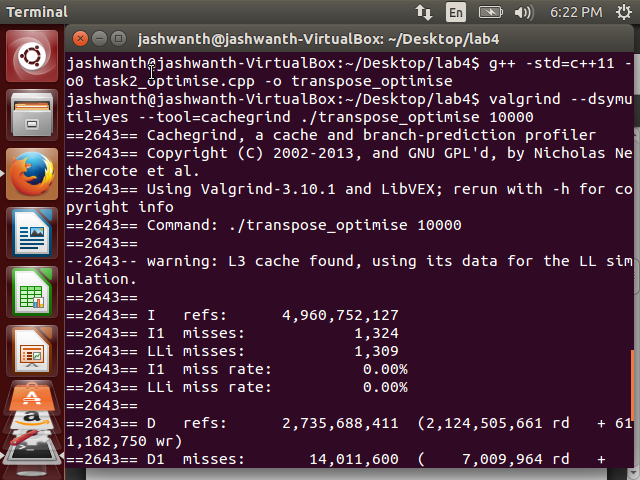 Terminal
En
6:22 PM
jashwanth@jashwanth-VirtualBox: ~/Desktop/lab4
jashwanth@jashwanth-VirtualBox:~/Desktop/lab4$ g++ -std=c++11 -
o0 task2_optimise.cpp -o transpose_optimise
jashwanth@jashwanth-VirtualBox:~/Desktop/lab4$ valgrind --dsymu
til=yes --tool=cachegrind ./transpose_optimise 10000
==2643== Cachegrind, a cache and branch-prediction profiler
==2643== Copyright (C) 2002-2013, and GNU GPL'd, by Nicholas Ne
thercote et al.
==2643== Using Valgrind-3.10.1 and LibVEX; rerun with -h for co
pyright info
==2643== Command: ./transpose_optimise 10000
==2643==
--2643-- warning: L3 cache found, using its data for the LL sim
ulation.
==2643==
==2643== I   refs:      4,960,752,127
==2643== I1  misses:            1,324
==2643== LLi misses:            1,309
==2643== I1  miss rate:          0.00%
==2643== LLi miss rate:          0.00%
==2643==
==2643== D   refs:      2,735,688,411  (2,124,505,661 rd   + 61
1,182,750 wr)
==2643== D1  misses:       14,011,600  (    7,009,964 rd   +